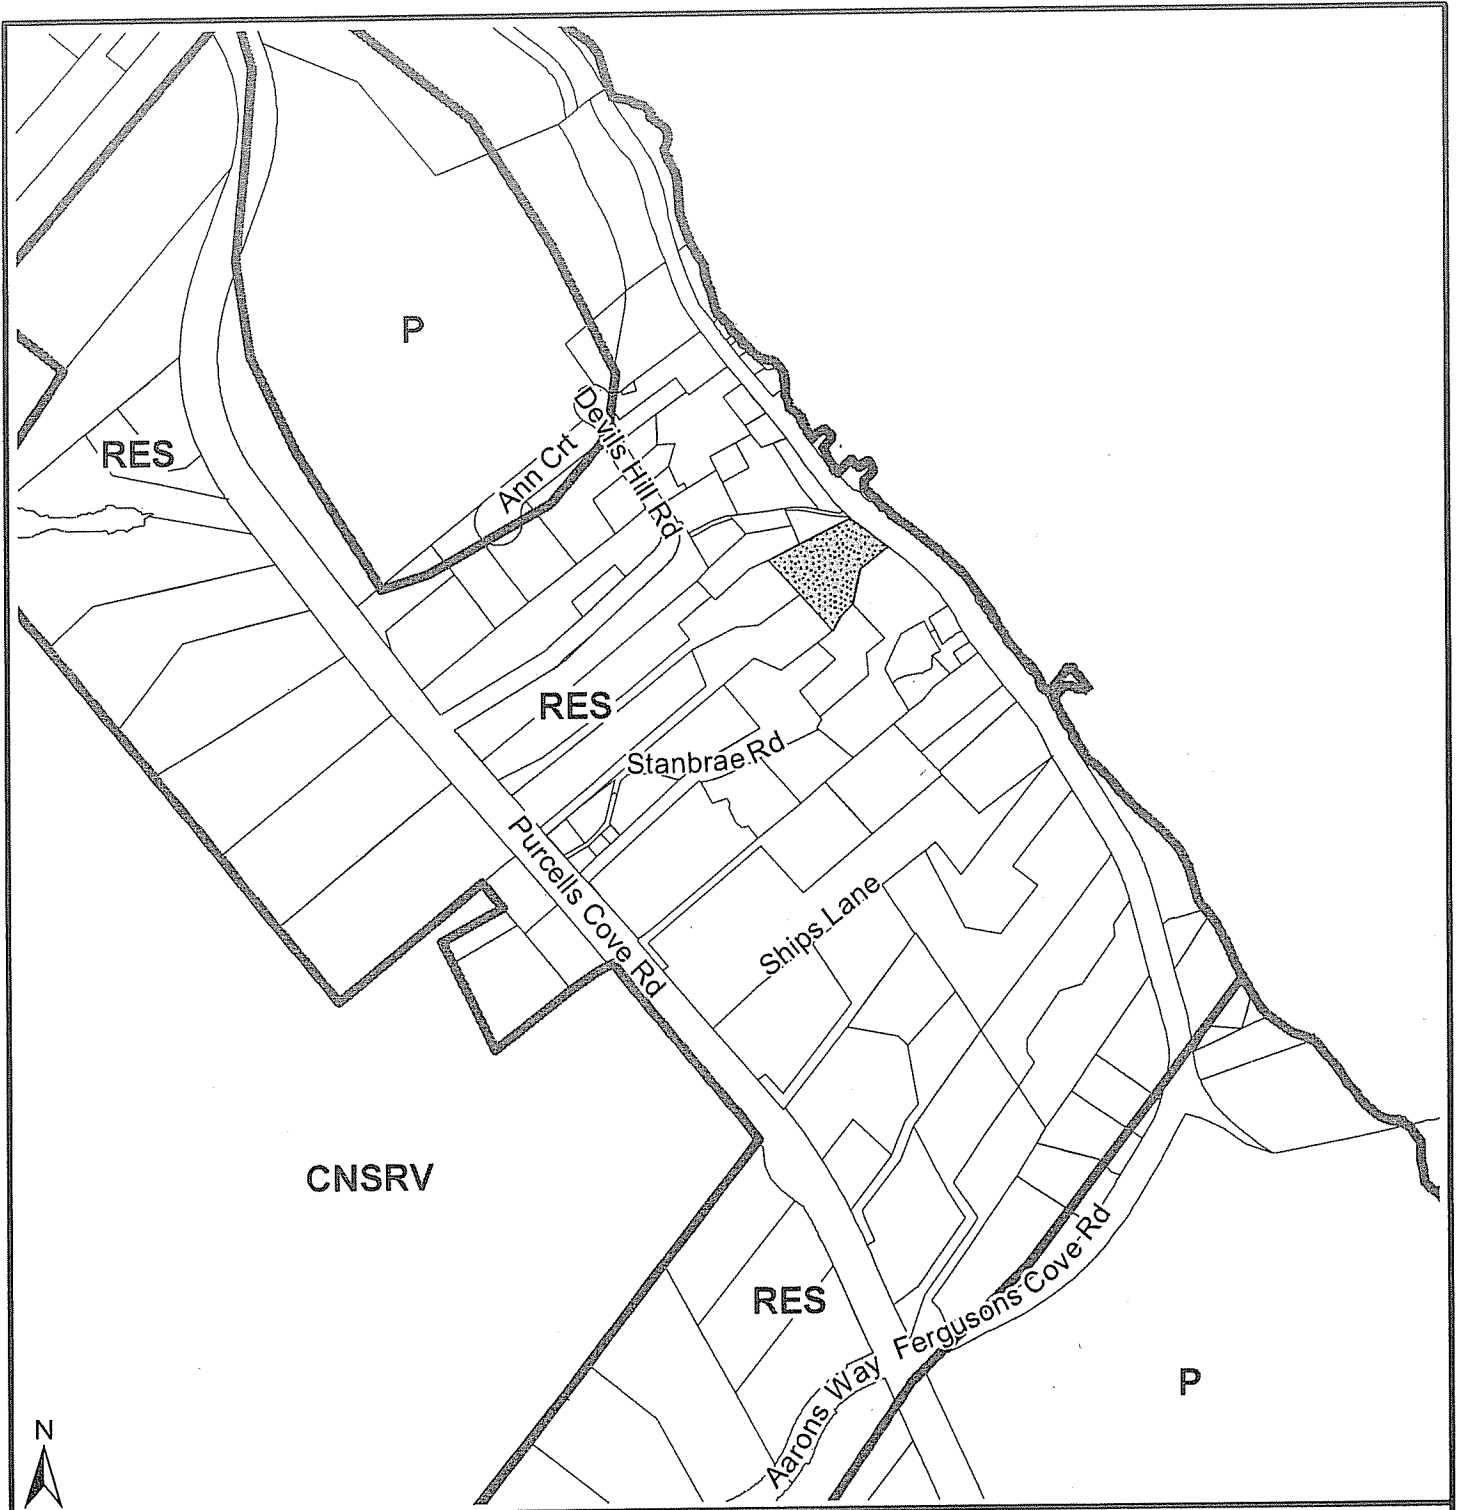 P
RES
Ann Crt
Devils Hill Rd
RES
Stanbrae Rd
Purcells Cove Rd
Ships Lane
CNSRV
RES
Fergusons Cove Rd
Aarons Way
P
N